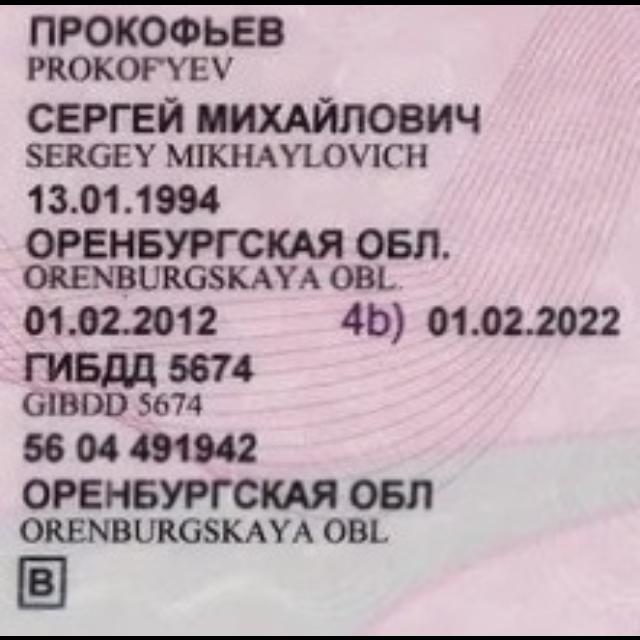 ПРОКОФЬЕВ
PROKOF'YEV
СЕРГЕЙ МИХАЙЛОВИЧ
SERGEY MIKHAYLOVICH
13.01.1994
ОРЕНБУРГСКАЯ ОБЛ.
ORENBURGSKAYA OBL.
01.02.2012 4b) 01.02.2022
ГИБДД 5674
GIBDD 5674
56 04 491942
ОРЕНБУРГСКАЯ ОБЛ
ORENBURGSKAYA OBL
B